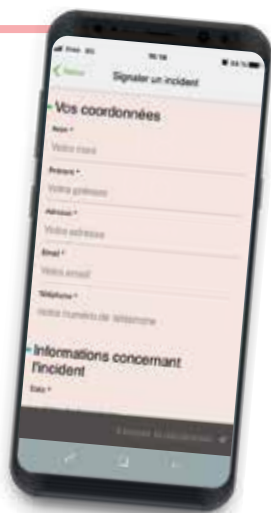 Signaler un incident
Vos coordonnées
Nom *
Votre nom
Prénom *
Votre prénom
Adresse *
Votre adresse
Email *
Votre email
Téléphone *
Votre numéro de téléphone
Informations concernant
l'incident
Date *